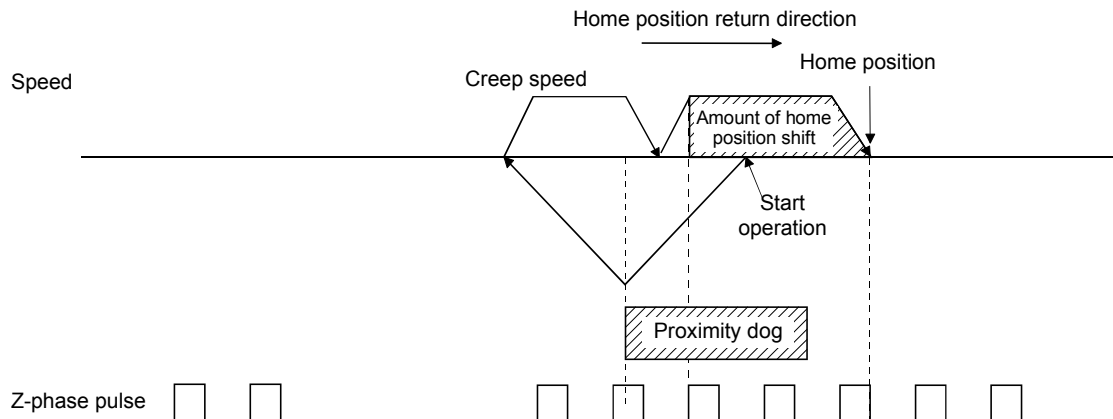 Home position return direction
Home position
Speed
Creep speed
Amount of home
position shift
Start
operation
Proximity dog
Z-phase pulse